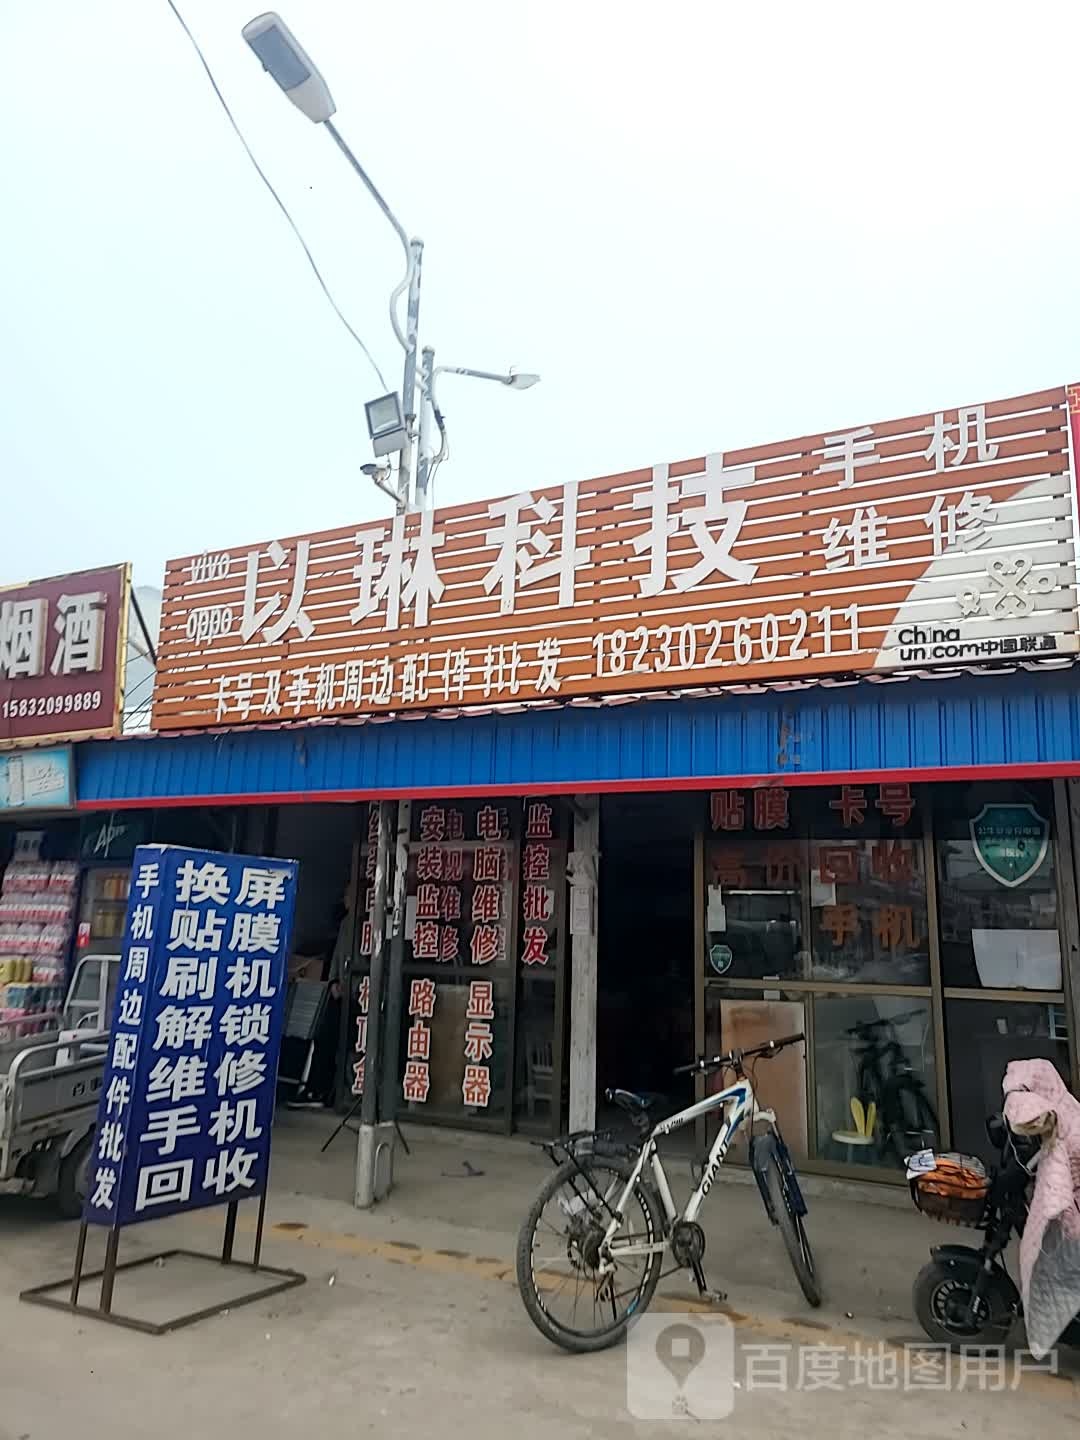 vivo
oppo
以琳科技
手机
维修
卡号及手机周边配件批发 18230260211
China
unicom中国联通
烟酒
15832099889
贴膜 卡号
高价回收
手机
安装监控
电视维修
电脑维修
监控批发
路由器
显示器
手机周边配件批发
换屏
贴膜
刷机
解锁
维修
手机
回收
GIANT
百度地图用户